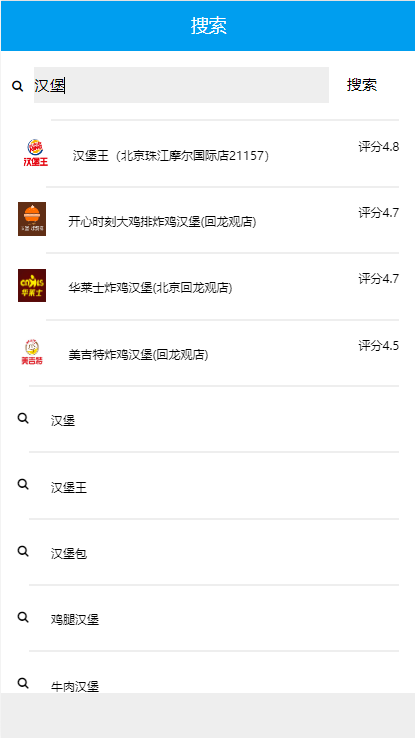 搜索
汉堡
搜索
汉堡王
汉堡王（北京珠江摩尔国际店21157）
评分4.8
开心时刻大鸡排炸鸡汉堡(回龙观店)
评分4.7
华莱士
华莱士炸鸡汉堡(北京回龙观店)
评分4.7
美吉特
美吉特炸鸡汉堡(回龙观店)
评分4.5
汉堡
汉堡王
汉堡包
鸡腿汉堡
牛肉汉堡